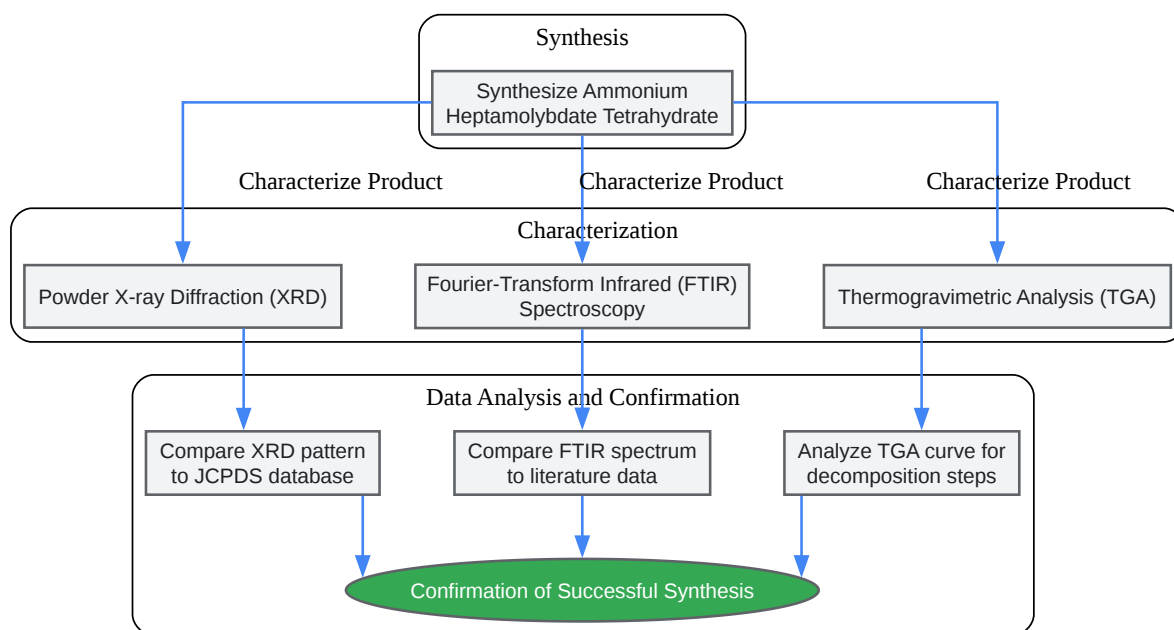 Synthesis
Synthesize Ammonium
Heptamolybdate Tetrahydrate
Characterize Product
Characterize Product
Characterize Product
Characterization
Powder X-ray Diffraction (XRD)
Fourier-Transform Infrared (FTIR)
Spectroscopy
Thermogravimetric Analysis (TGA)
Data Analysis and Confirmation
Compare XRD pattern
to JCPDS database
Compare FTIR spectrum
to literature data
Analyze TGA curve for
decomposition steps
Confirmation of Successful Synthesis